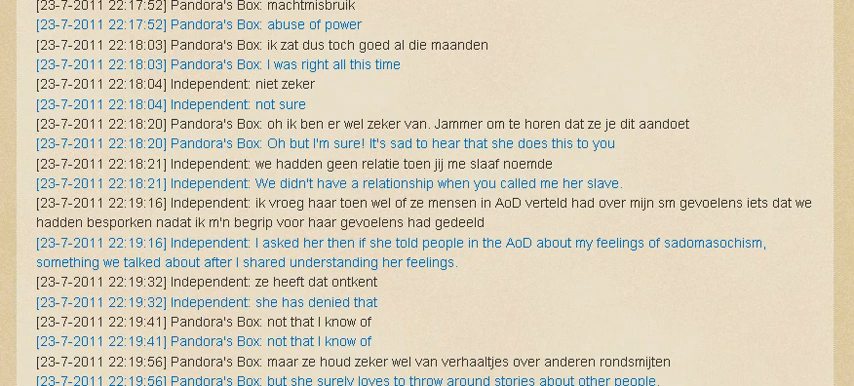 [23-7-2011 22:17:52] Pandora's Box: machtmisbruik
[23-7-2011 22:17:52] Pandora's Box: abuse of power
[23-7-2011 22:18:03] Pandora's Box: ik zat dus toch goed al die maanden
[23-7-2011 22:18:03] Pandora's Box: I was right all this time
[23-7-2011 22:18:04] Independent: niet zeker
[23-7-2011 22:18:04] Independent: not sure
[23-7-2011 22:18:20] Pandora's Box: oh ik ben er wel zeker van. Jammer om te horen dat ze je dit aandoet
[23-7-2011 22:18:20] Pandora's Box: Oh but I'm sure! It's sad to hear that she does this to you
[23-7-2011 22:18:21] Independent: we hadden geen relatie toen jij me slaaf noemde
[23-7-2011 22:18:21] Independent: We didn't have a relationship when you called me her slave.
[23-7-2011 22:19:16] Independent: ik vroeg haar toen wel of ze mensen in AoD verteld had over mijn sm gevoelens iets dat we
hadden besporken nadat ik m'n begrip voor haar gevoelens had gedeeld
[23-7-2011 22:19:16] Independent: I asked her then if she told people in the AoD about my feelings of sadomasochism,
something we talked about after I shared understanding her feelings.
[23-7-2011 22:19:32] Independent: ze heeft dat ontkent
[23-7-2011 22:19:32] Independent: she has denied that
[23-7-2011 22:19:41] Pandora's Box: not that I know of
[23-7-2011 22:19:41] Pandora's Box: not that I know of
[23-7-2011 22:19:56] Pandora's Box: maar ze houd zeker wel van verhaaltjes over anderen rondsmijten
[23-7-2011 22:19:56] Pandora's Box: but she surely loves to throw around stories about other people.